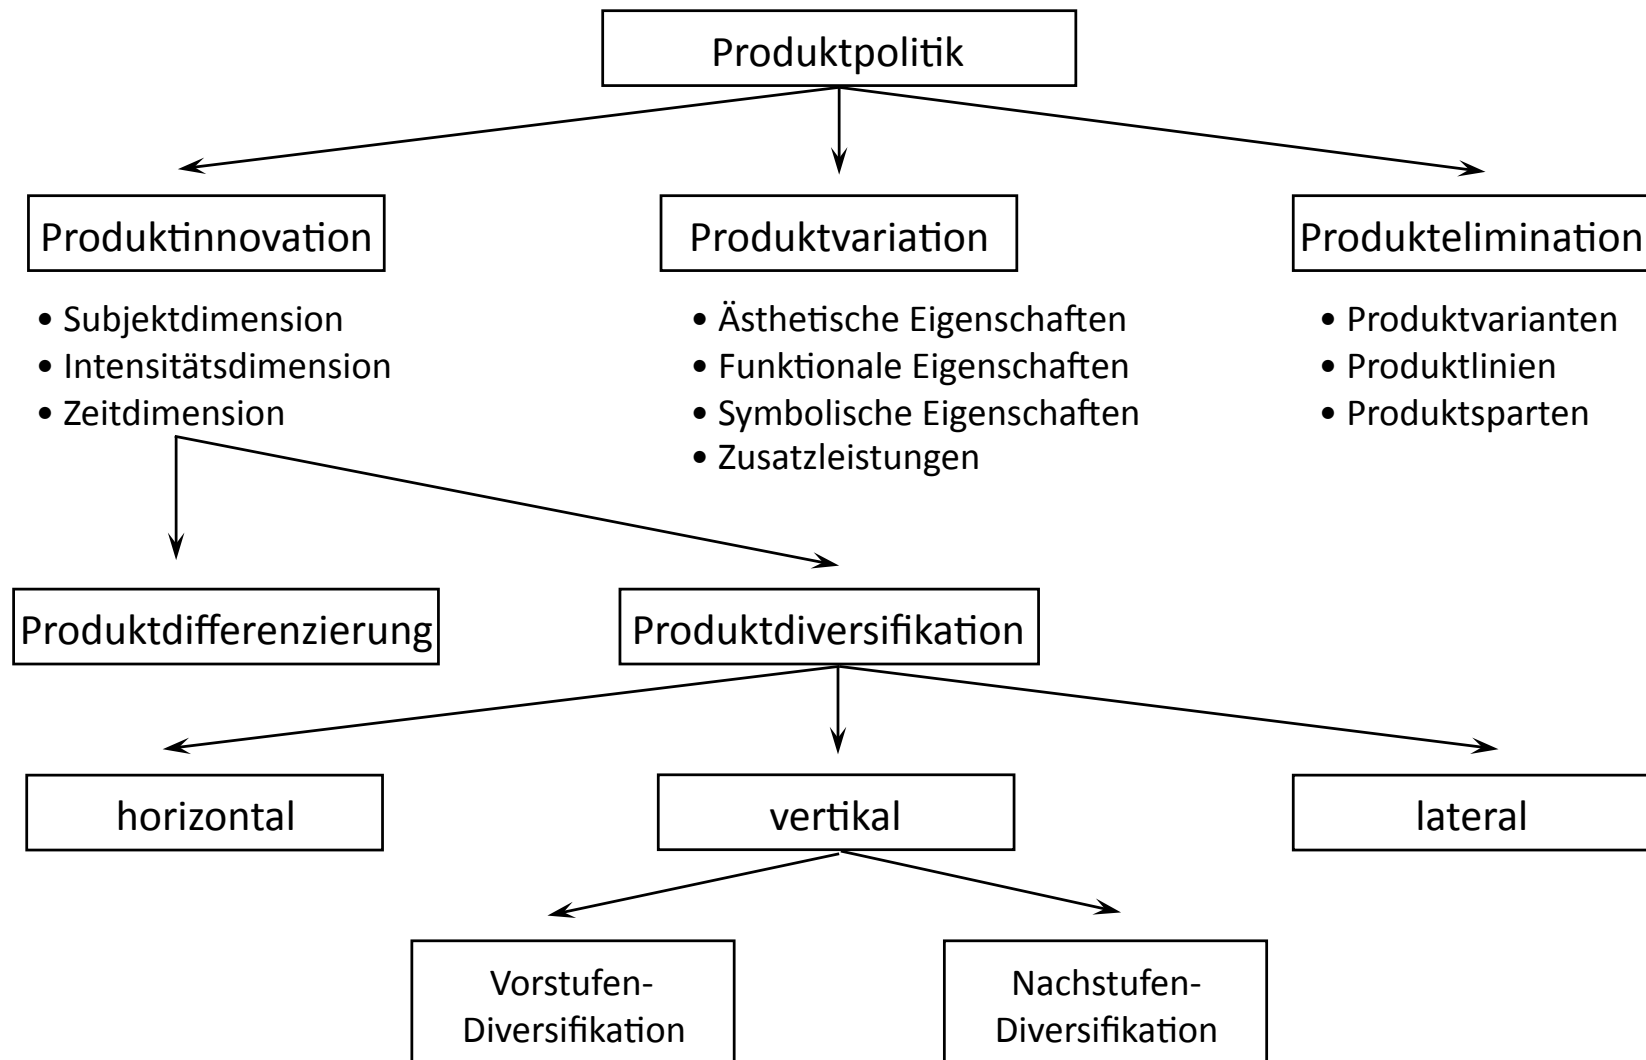 Produktpolitik
Produktinnovation
• Subjektdimension
• Intensitätsdimension
• Zeitdimension
Produktvariation
• Ästhetische Eigenschaften
• Funktionale Eigenschaften
• Symbolische Eigenschaften
• Zusatzleistungen
Produktelimination
• Produktvarianten
• Produktlinien
• Produktsparten
Produktdifferenzierung
Produktdiversifikation
horizontal
vertikal
lateral
Vorstufen-
Diversifikation
Nachstufen-
Diversifikation